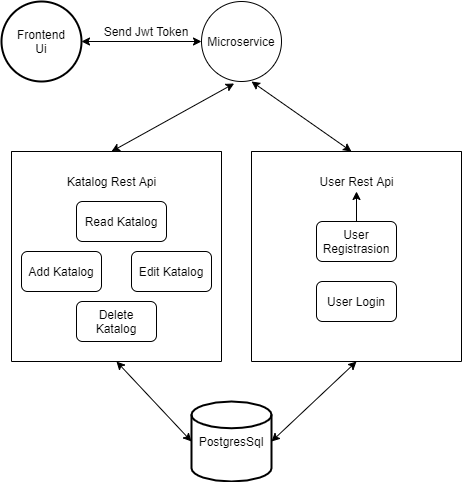 Frontend
Ui
Send Jwt Token
Microservice
Katalog Rest Api
Read Katalog
Add Katalog
Edit Katalog
Delete
Katalog
User Rest Api
User
Registrasion
User Login
PostgresSql